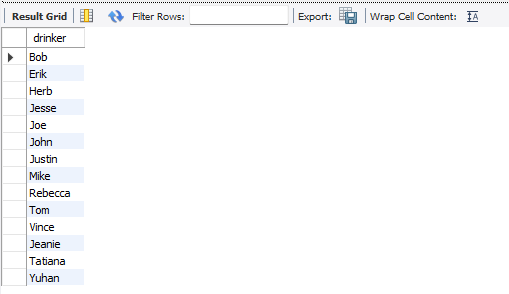 Result Grid Filter Rows: Export: Wrap Cell Content: IA
drinker
Bob
Erik
Herb
Jesse
Joe
John
Justin
Mike
Rebecca
Tom
Vince
Jeanie
Tatiana
Yuhan